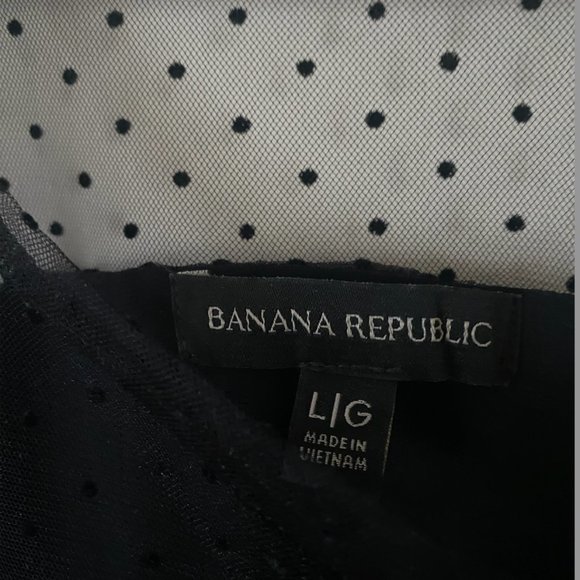 BANANA REPUBLIC
L/G
MADE IN
VIETNAM